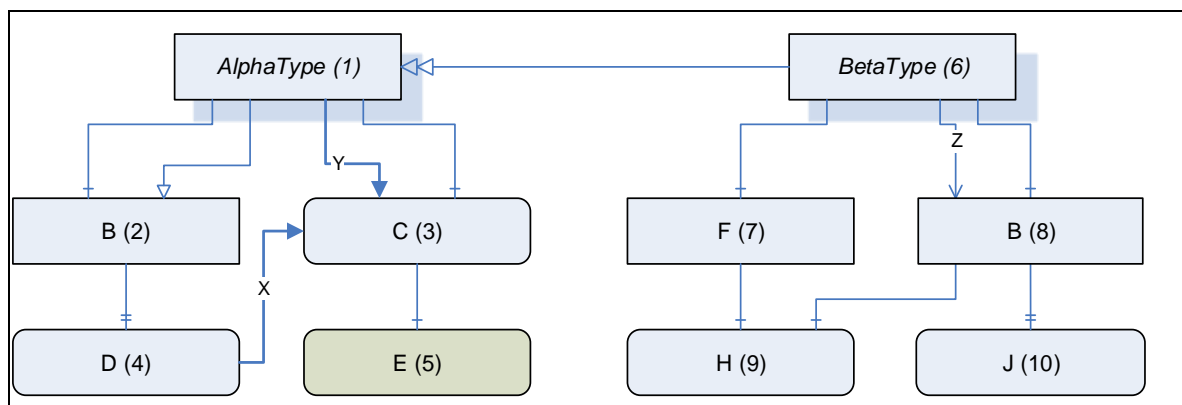 AlphaType (1)
BetaType (6)
Y
Z
B (2)
C (3)
F (7)
B (8)
X
D (4)
E (5)
H (9)
J (10)